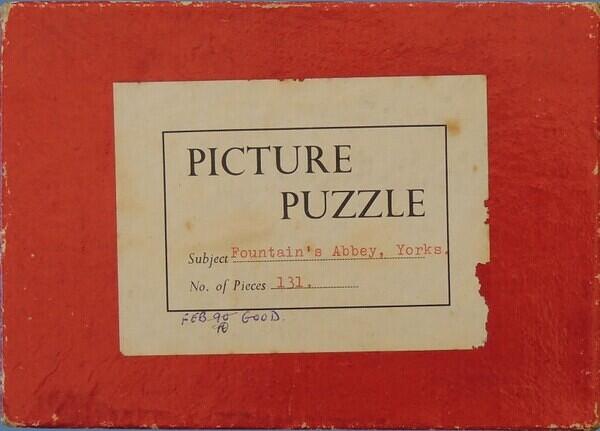 PICTURE
PUZZLE
Subject Fountain's Abbey, Yorks.
No. of Pieces 131.
FEB 90 GOOD.